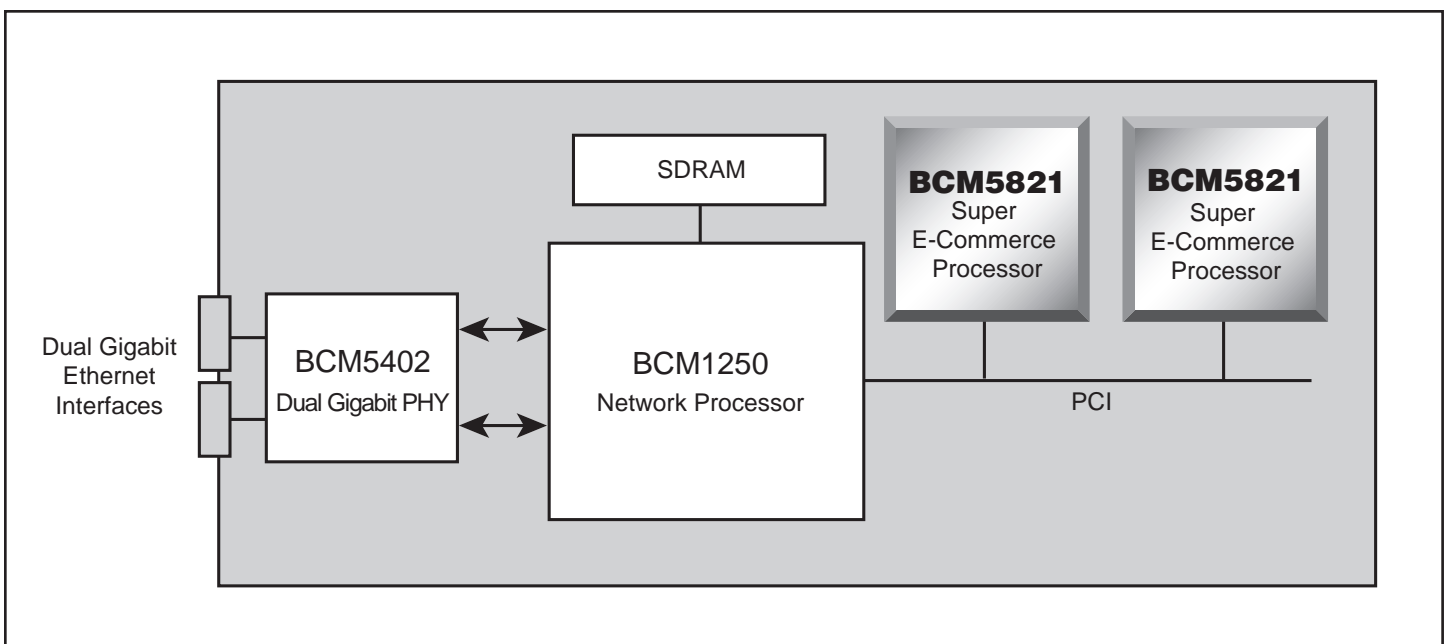 SDRAM
BCM5821
Super
E-Commerce
Processor
BCM5821
Super
E-Commerce
Processor
Dual Gigabit
Ethernet
Interfaces
BCM5402
Dual Gigabit PHY
BCM1250
Network Processor
PCI